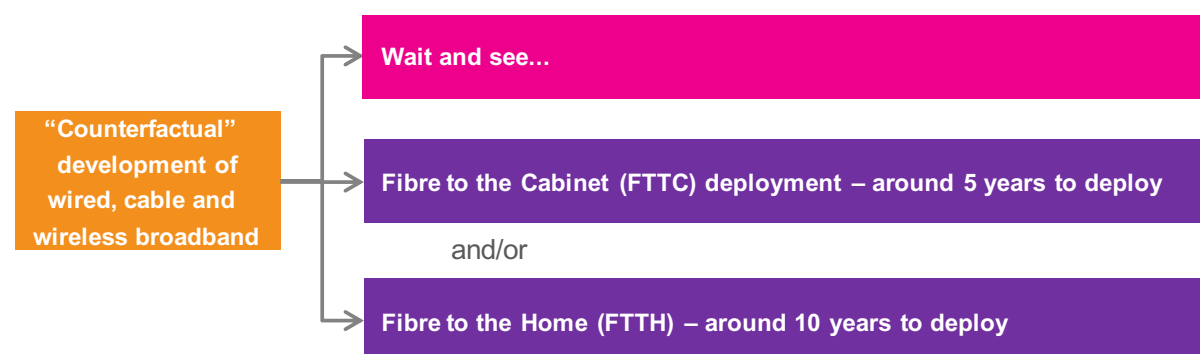 Wait and see...
“Counterfactual”
development of
wired, cable and
wireless broadband
Fibre to the Cabinet (FTTC) deployment – around 5 years to deploy
and/or
Fibre to the Home (FTTH) – around 10 years to deploy